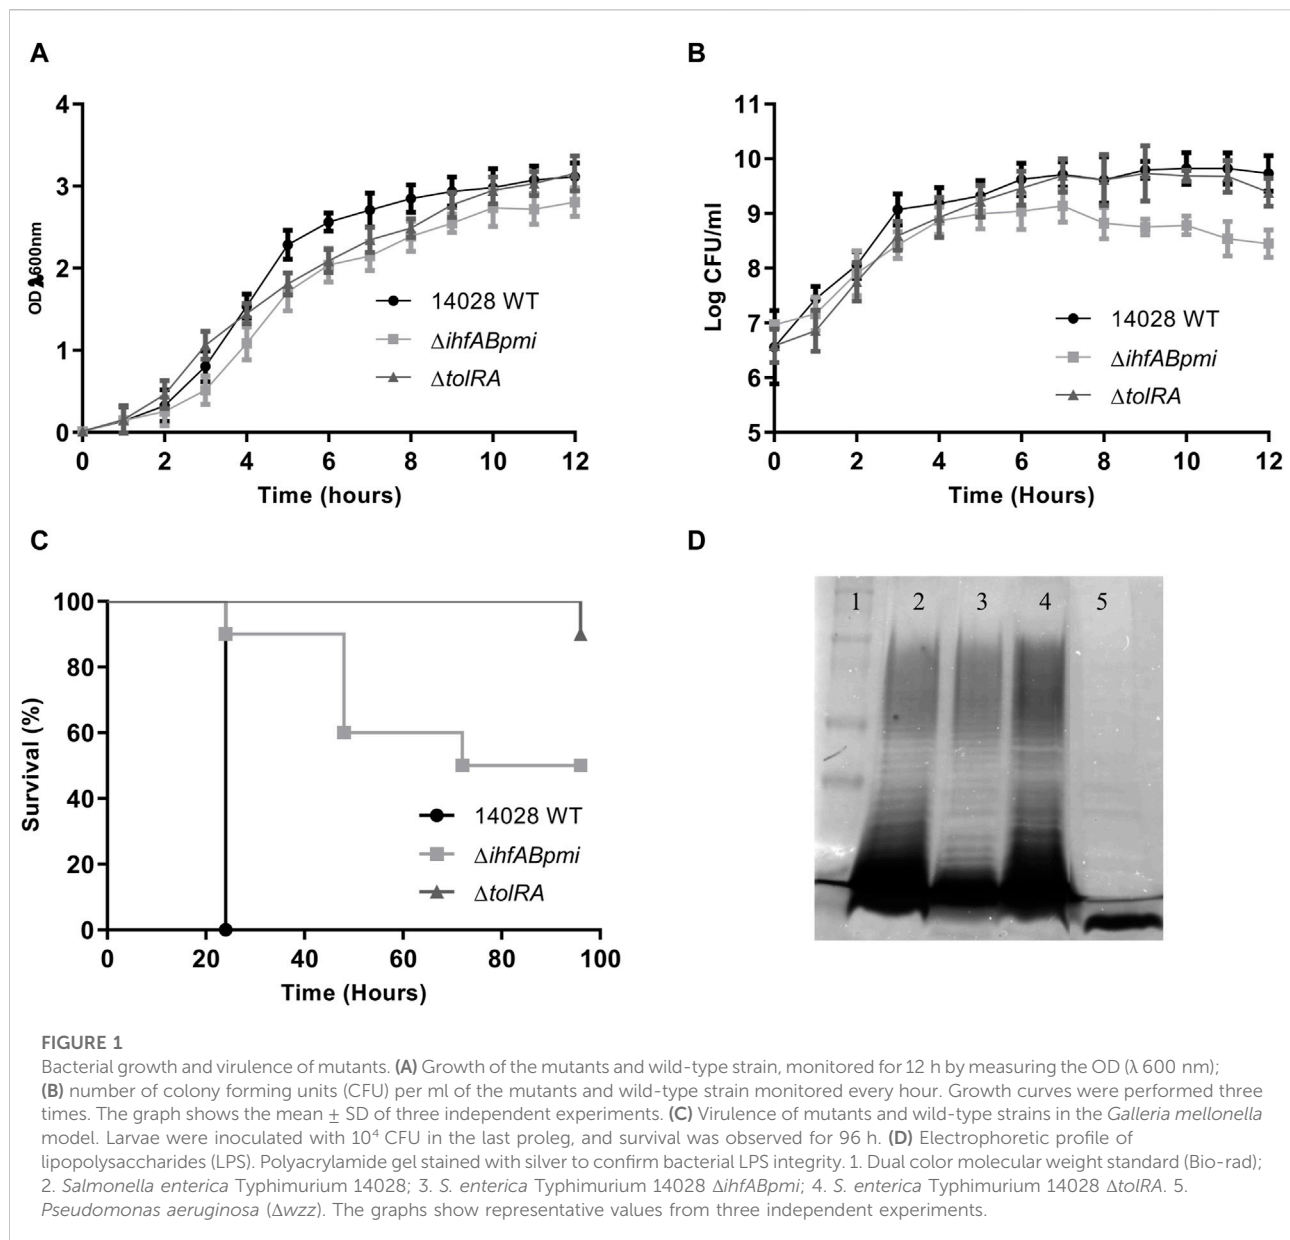 A
4
3
2
1
0
OD λ600nm
14028 WT
ΔihfABpmi
ΔtolRA
0 2 4 6 8 10 12
Time (hours)
B
11
10
9
8
7
6
5
Log CFU/ml
14028 WT
ΔihfABpmi
ΔtolRA
0 2 4 6 8 10 12
Time (Hours)
C
100
80
60
40
20
0
Survival (%)
14028 WT
ΔihfABpmi
ΔtolRA
0 20 40 60 80 100
Time (Hours)
D
1 2 3 4 5
FIGURE 1
Bacterial growth and virulence of mutants. (A) Growth of the mutants and wild-type strain, monitored for 12 h by measuring the OD (λ 600 nm);
(B) number of colony forming units (CFU) per ml of the mutants and wild-type strain monitored every hour. Growth curves were performed three
times. The graph shows the mean ± SD of three independent experiments. (C) Virulence of mutants and wild-type strains in the Galleria mellonella
model. Larvae were inoculated with 10⁴ CFU in the last proleg, and survival was observed for 96 h. (D) Electrophoretic profile of
lipopolysaccharides (LPS). Polyacrylamide gel stained with silver to confirm bacterial LPS integrity. 1. Dual color molecular weight standard (Bio-rad);
2. Salmonella enterica Typhimurium 14028; 3. S. enterica Typhimurium 14028 ΔihfABpmi; 4. S. enterica Typhimurium 14028 ΔtolRA. 5.
Pseudomonas aeruginosa (Δwzz). The graphs show representative values from three independent experiments.